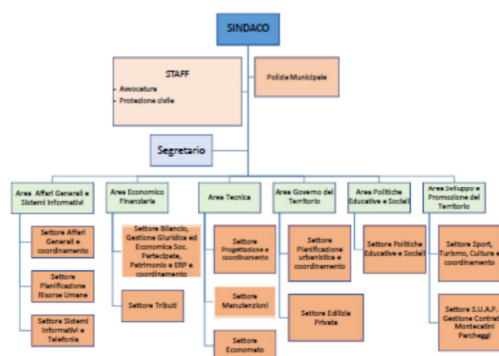 SINDACO
STAFF
- Avvocatura
- Protezione civile
Polizia Municipale
Segretario
Area Affari Generali e
Sistemi Informativi
Area Economico
Finanziaria
Area Tecnica
Area Governo del
Territorio
Area Politiche
Educative e Sociali
Area Sviluppo e
Promozione del
Territorio
Settore Affari
Generali e
coordinamento
Settore
Planificazione
Risorse Umane
Settore Sistemi
Informativi e
Telefonia
Settore Bilancio,
Gestione Giuridica ed
Economica Soc.
Partecipate,
Patrimonio e ERP e
coordinamento
Settore Tributi
Settore
Progettazione e
coordinamento
Settore
Manutenzioni
Settore
Economato
Settore
Planificazione
urbanistica e
coordinamento
Settore Edilizia
Privata
Settore Politiche
Educative e Sociali
Settore Sport,
Turismo, Cultura e
coordinamento
Settore S.U.A.P.
Gestione Contratti
Montecatini
Parcheggi